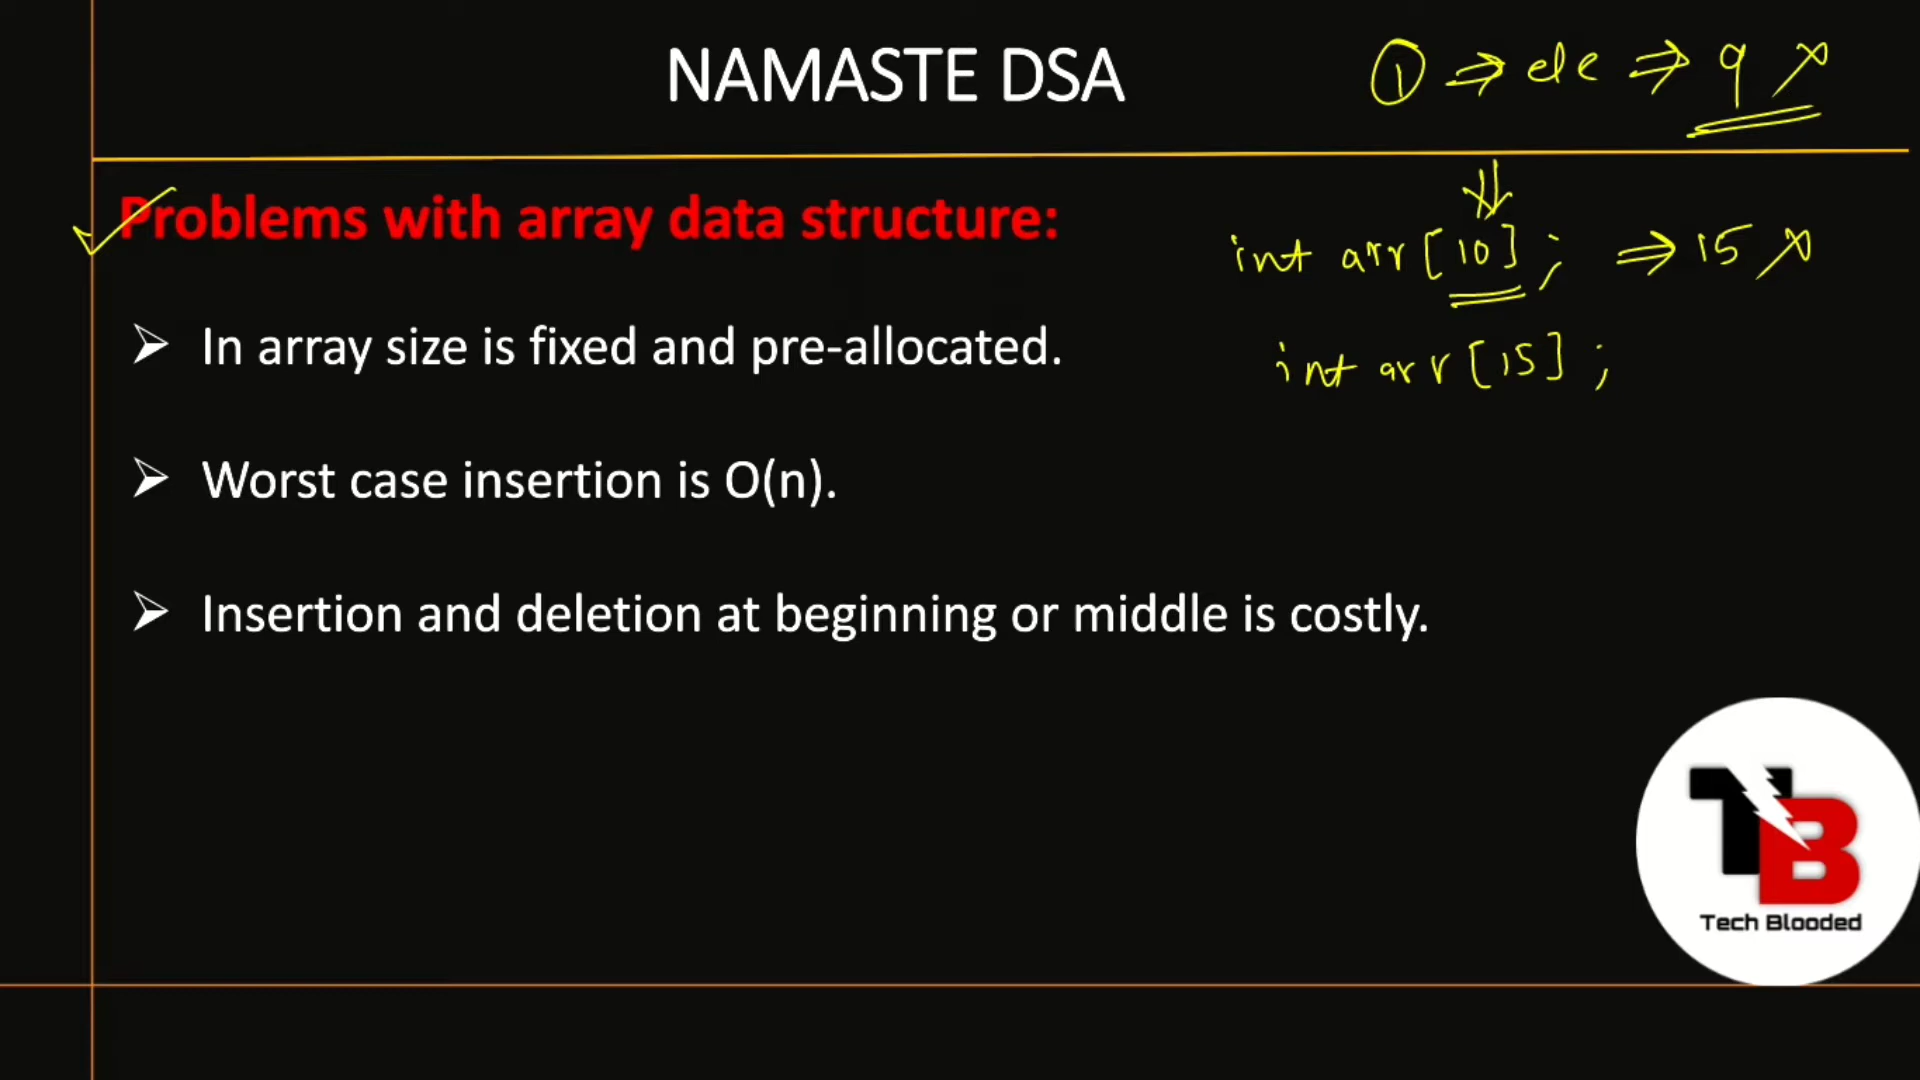 NAMASTE DSA
① ⇒ ele ⇒ 9 ✗
Problems with array data structure:
int arr[10]; ⇒ 15 ✗
➢ In array size is fixed and pre-allocated.
int arr[15];
➢ Worst case insertion is O(n).
➢ Insertion and deletion at beginning or middle is costly.
TB
Tech Blooded